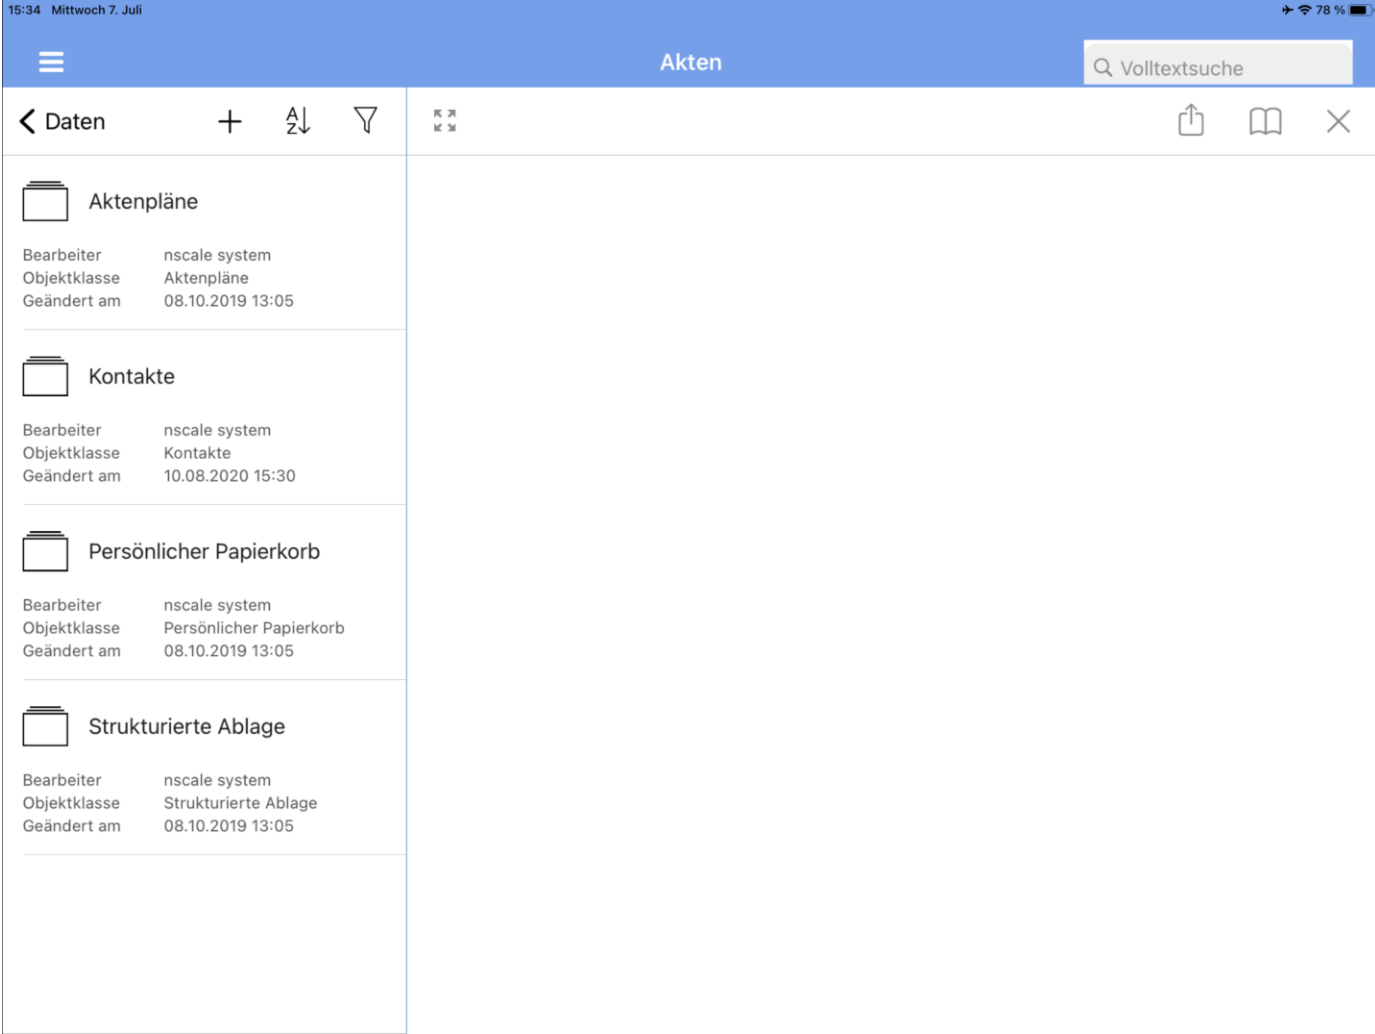 15:34 Mittwoch 7. Juli 78 %
Akten
Volltextsuche
Daten
Aktenpläne
Bearbeiter nscale system
Objektklasse Aktenpläne
Geändert am 08.10.2019 13:05
Kontakte
Bearbeiter nscale system
Objektklasse Kontakte
Geändert am 10.08.2020 15:30
Persönlicher Papierkorb
Bearbeiter nscale system
Objektklasse Persönlicher Papierkorb
Geändert am 08.10.2019 13:05
Strukturierte Ablage
Bearbeiter nscale system
Objektklasse Strukturierte Ablage
Geändert am 08.10.2019 13:05